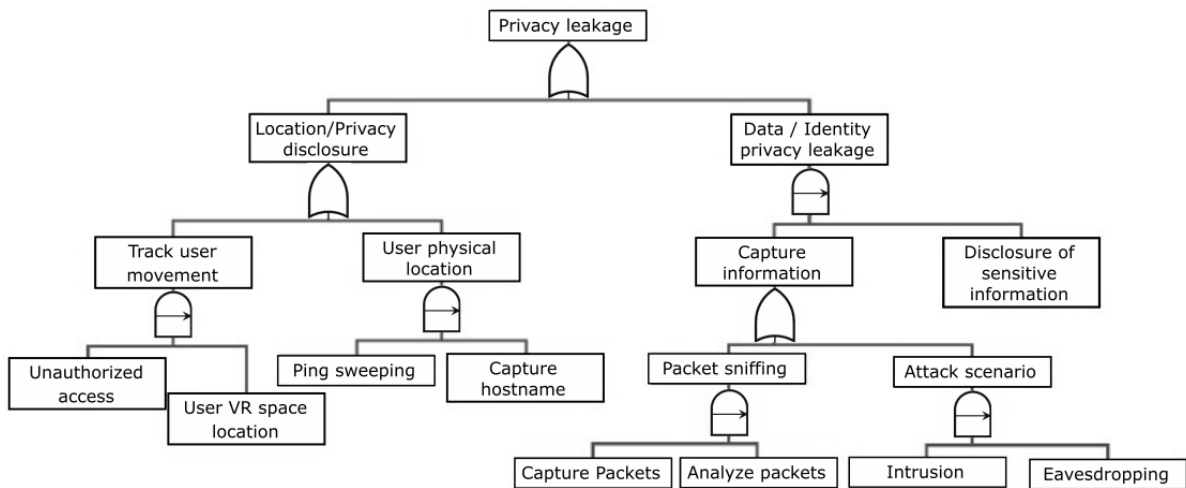 Privacy leakage
Location/Privacy
disclosure
Data / Identity
privacy leakage
Track user
movement
User physical
location
Capture
information
Disclosure of
sensitive
information
Unauthorized
access
User VR space
location
Ping sweeping
Capture
hostname
Packet sniffing
Attack scenario
Capture Packets
Analyze packets
Intrusion
Eavesdropping